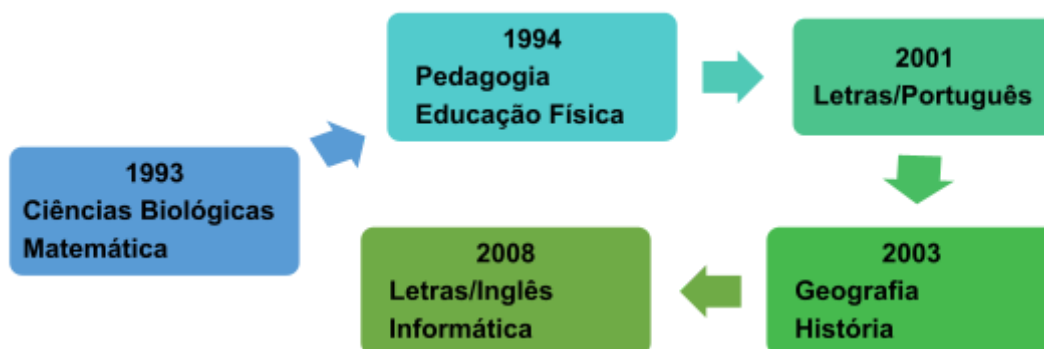 1993
Ciências Biológicas
Matemática
1994
Pedagogia
Educação Física
2001
Letras/Português
2003
Geografia
História
2008
Letras/Inglês
Informática